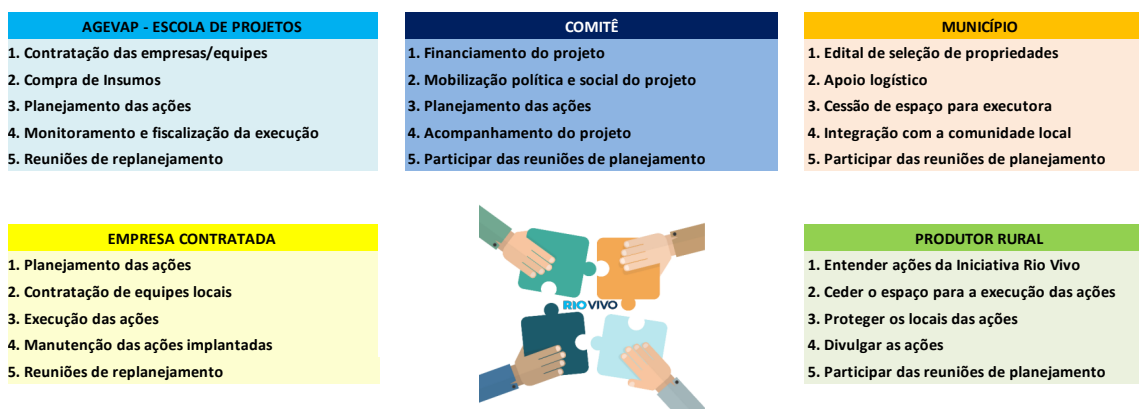 AGEVAP - ESCOLA DE PROJETOS
1. Contratação das empresas/equipes
2. Compra de Insumos
3. Planejamento das ações
4. Monitoramento e fiscalização da execução
5. Reuniões de replanejamento
COMITÊ
1. Financiamento do projeto
2. Mobilização política e social do projeto
3. Planejamento das ações
4. Acompanhamento do projeto
5. Participar das reuniões de planejamento
MUNICÍPIO
1. Edital de seleção de propriedades
2. Apoio logístico
3. Cessão de espaço para executora
4. Integração com a comunidade local
5. Participar das reuniões de planejamento
EMPRESA CONTRATADA
1. Planejamento das ações
2. Contratação de equipes locais
3. Execução das ações
4. Manutenção das ações implantadas
5. Reuniões de replanejamento
RIO VIVO
PRODUTOR RURAL
1. Entender ações da Iniciativa Rio Vivo
2. Ceder o espaço para a execução das ações
3. Proteger os locais das ações
4. Divulgar as ações
5. Participar das reuniões de planejamento